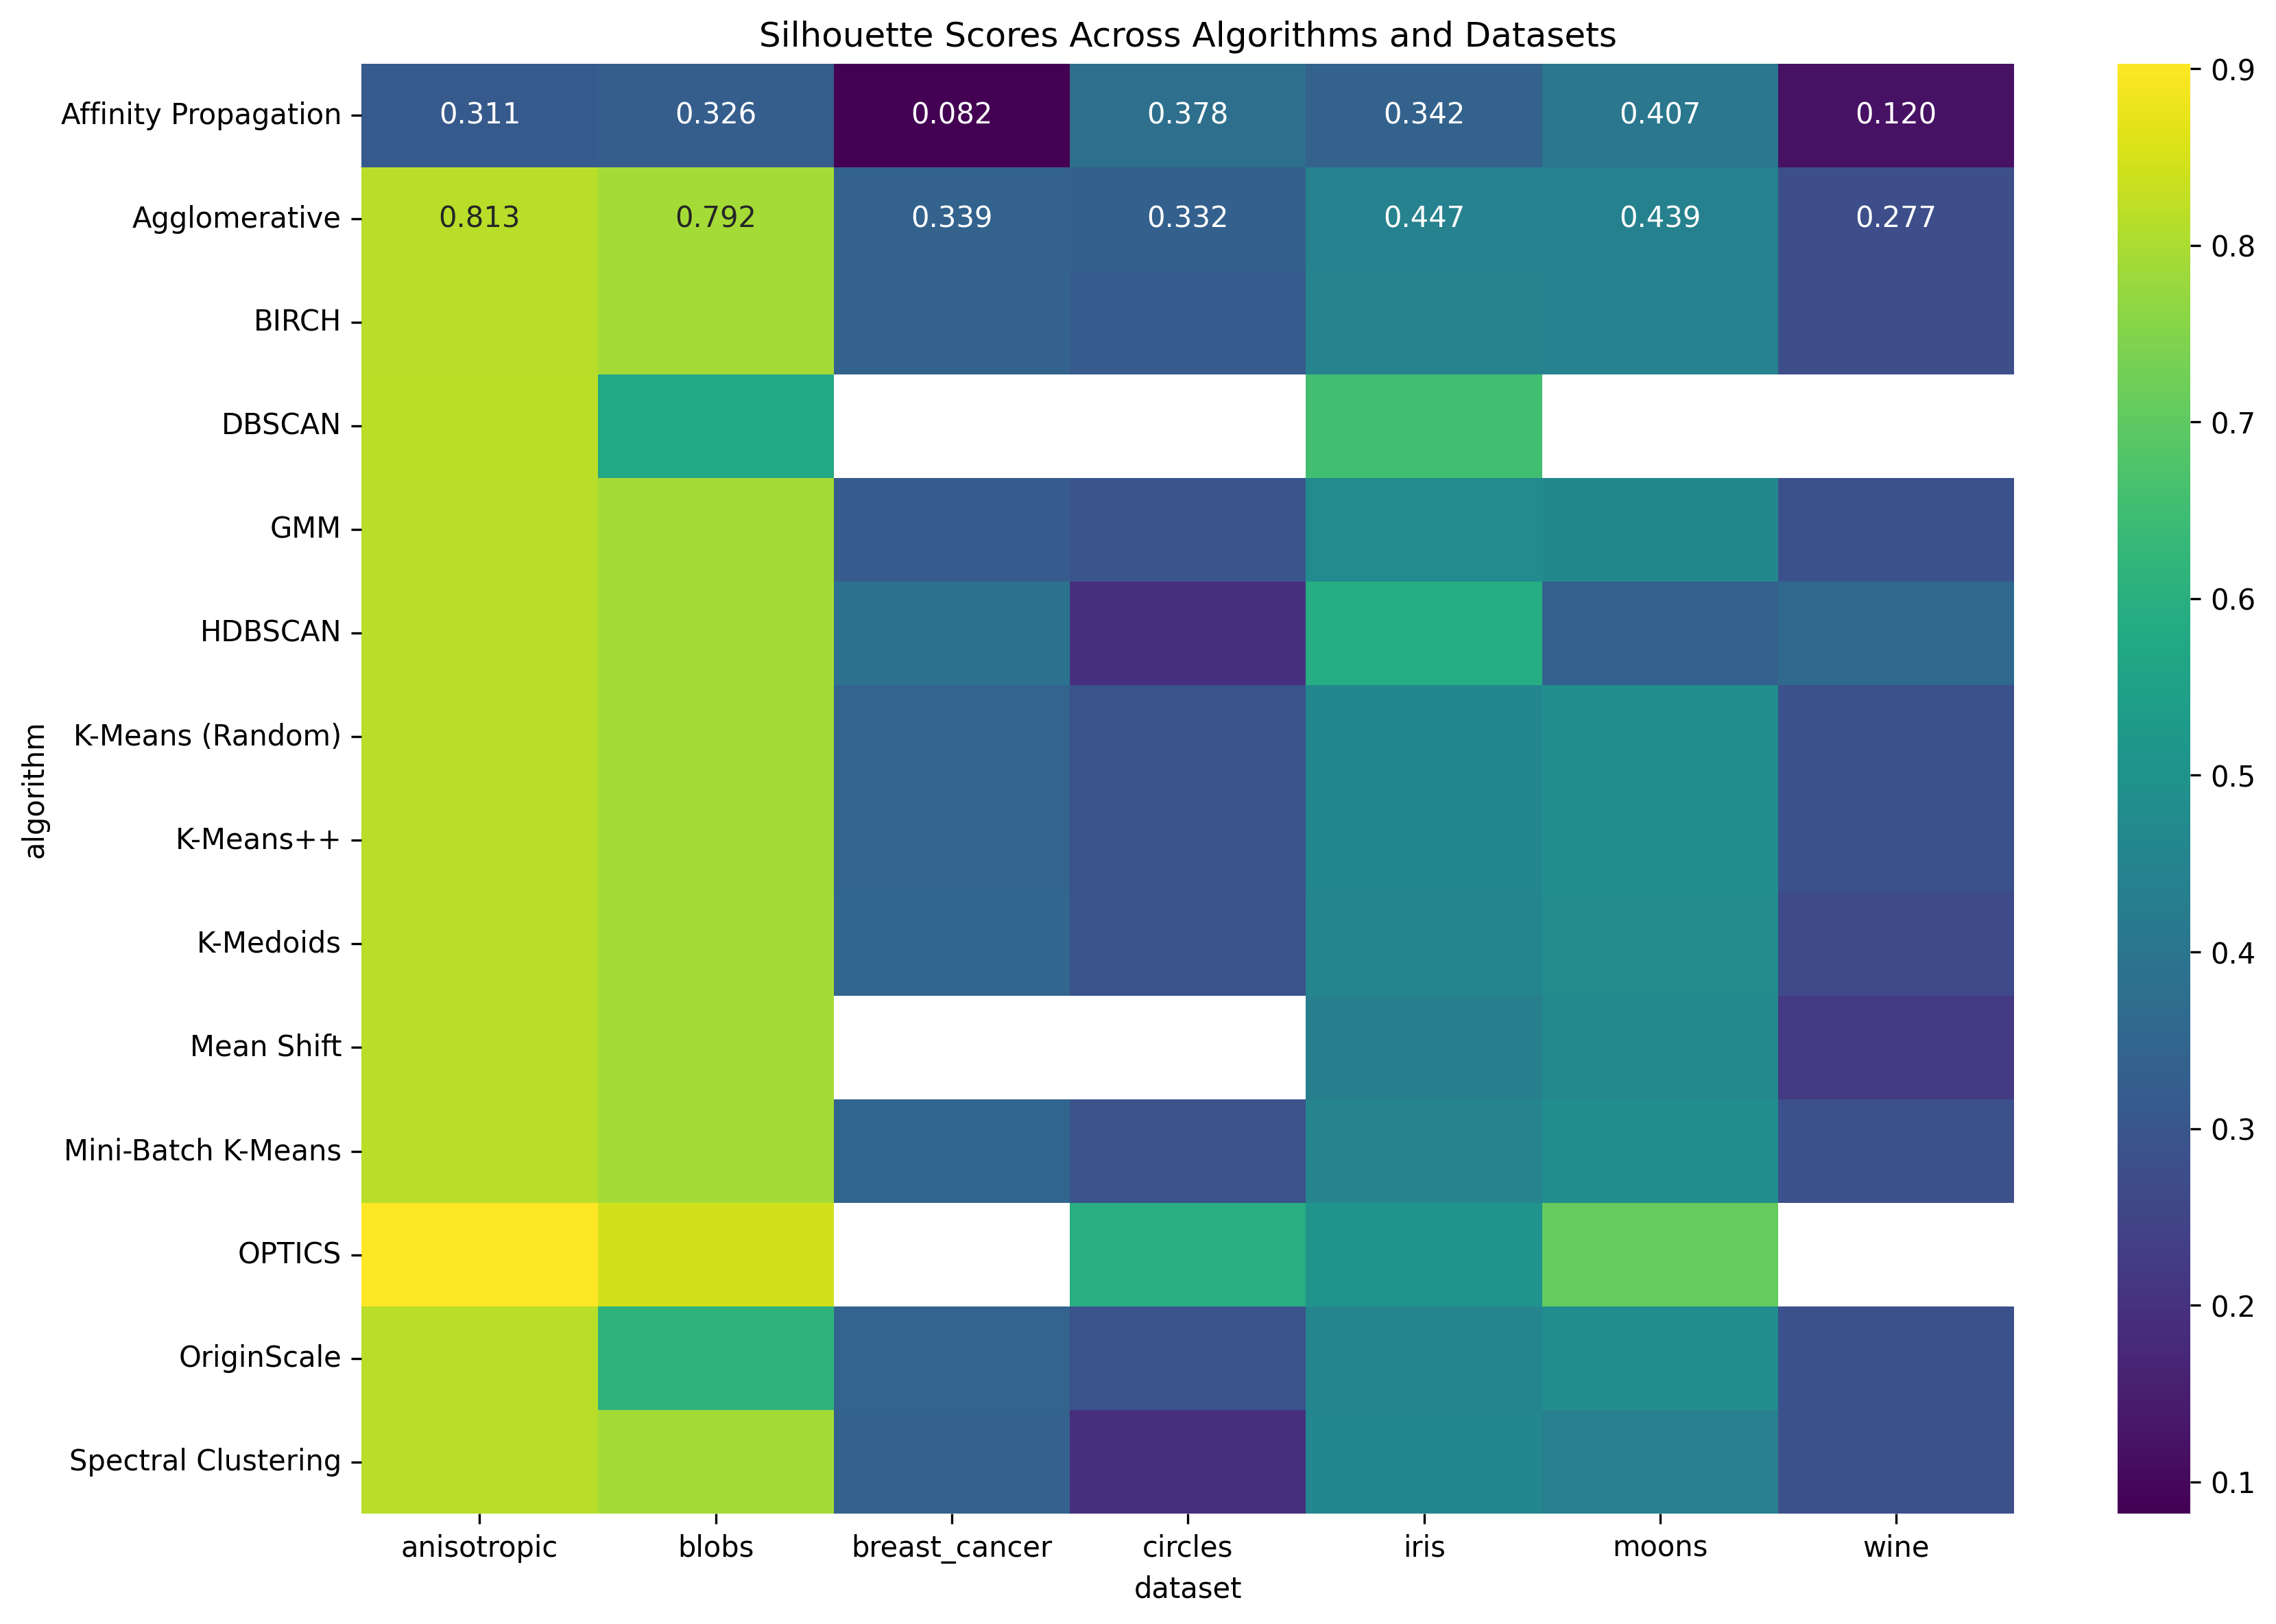 Silhouette Scores Across Algorithms and Datasets
Affinity Propagation 0.311 0.326 0.082 0.378 0.342 0.407 0.120
Agglomerative 0.813 0.792 0.339 0.332 0.447 0.439 0.277
BIRCH
DBSCAN
GMM
HDBSCAN
K-Means (Random)
K-Means++
K-Medoids
Mean Shift
Mini-Batch K-Means
OPTICS
OriginScale
Spectral Clustering
algorithm
anisotropic blobs breast_cancer circles iris moons wine
dataset
0.9
0.8
0.7
0.6
0.5
0.4
0.3
0.2
0.1